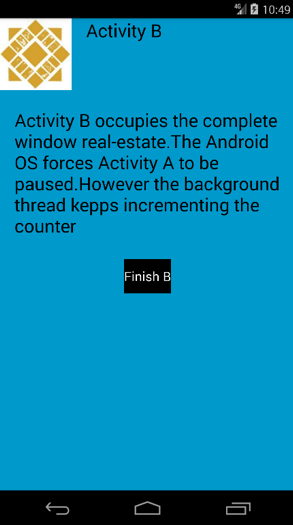 4G 10:49
Activity B
Activity B occupies the complete
window real-estate.The Android
OS forces Activity A to be
paused.However the background
thread kepps incrementing the
counter
Finish B